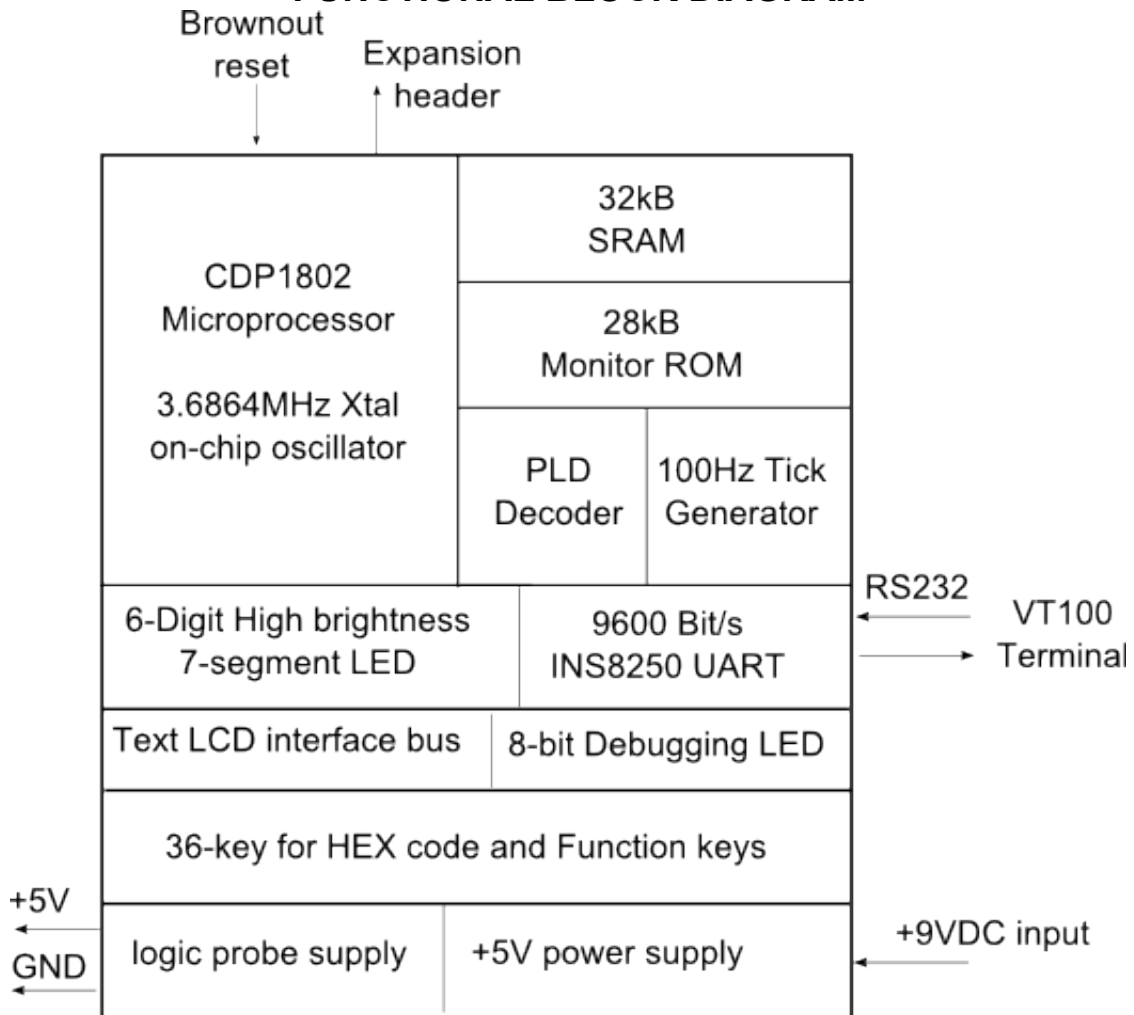 FUNCTIONAL BLOCK DIAGRAM
Brownout
reset
Expansion
header
CDP1802
Microprocessor
3.6864MHz Xtal
on-chip oscillator
32kB
SRAM
28kB
Monitor ROM
PLD
Decoder
100Hz Tick
Generator
6-Digit High brightness
7-segment LED
9600 Bit/s
INS8250 UART
RS232
VT100
Terminal
Text LCD interface bus
8-bit Debugging LED
36-key for HEX code and Function keys
+5V
GND
logic probe supply
+5V power supply
+9VDC input